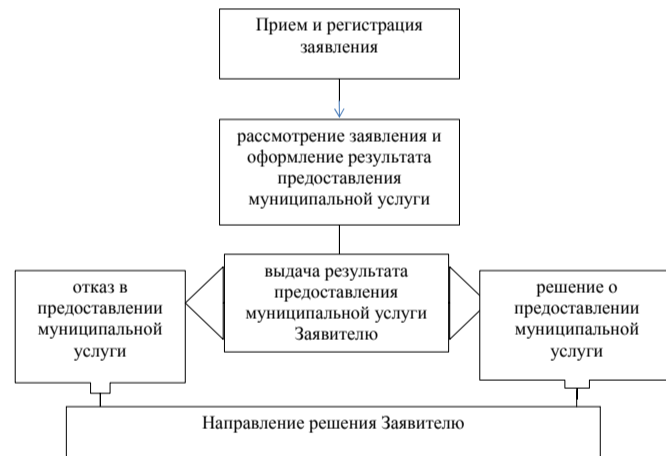 Прием и регистрация
заявления
рассмотрение заявления и
оформление результата
предоставления
муниципальной услуги
выдача результата
предоставления
муниципальной услуги
Заявителю
отказ в
предоставлении
муниципальной
услуги
решение о
предоставлении
муниципальной
услуги
Направление решения Заявителю